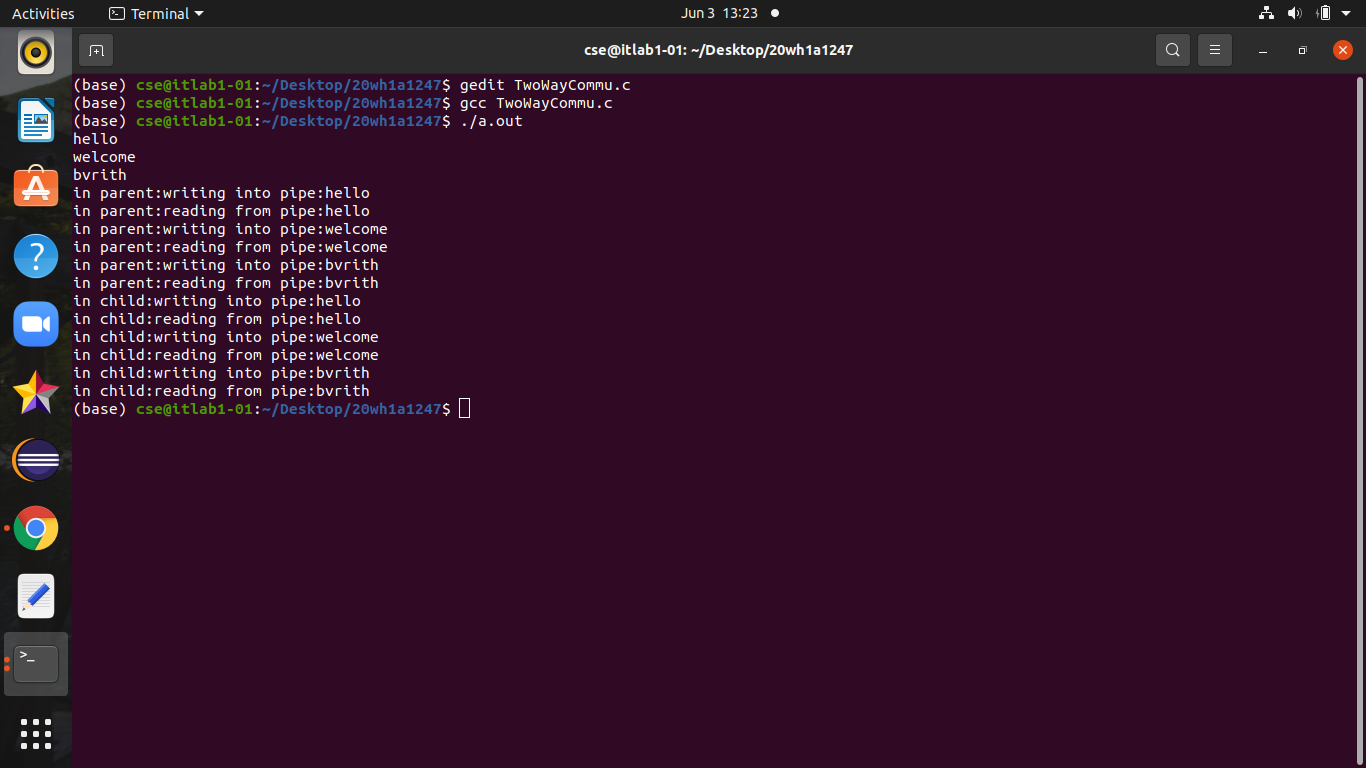 Activities Terminal Jun 3 13:23
cse@itlab1-01: ~/Desktop/20wh1a1247
(base) cse@itlab1-01:~/Desktop/20wh1a1247$ gedit TwoWayCommu.c
(base) cse@itlab1-01:~/Desktop/20wh1a1247$ gcc TwoWayCommu.c
(base) cse@itlab1-01:~/Desktop/20wh1a1247$ ./a.out
hello
welcome
bvrith
in parent:writing into pipe:hello
in parent:reading from pipe:hello
in parent:writing into pipe:welcome
in parent:reading from pipe:welcome
in parent:writing into pipe:bvrith
in parent:reading from pipe:bvrith
in child:writing into pipe:hello
in child:reading from pipe:hello
in child:writing into pipe:welcome
in child:reading from pipe:welcome
in child:writing into pipe:bvrith
in child:reading from pipe:bvrith
(base) cse@itlab1-01:~/Desktop/20wh1a1247$